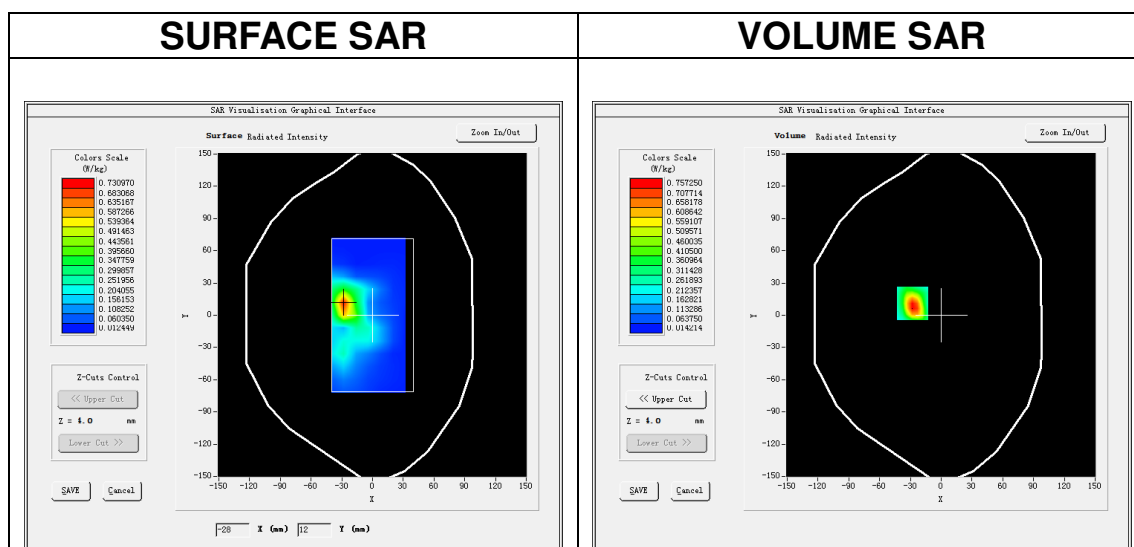 SURFACE SAR
VOLUME SAR
SAR Visualisation Graphical Interface
Surface Radiated Intensity
Zoom In/Out
Colors Scale
(W/kg)
0.730970
0.683068
0.635167
0.587266
0.539364
0.491463
0.443561
0.395660
0.347759
0.299857
0.251956
0.204055
0.156153
0.108252
0.060350
0.012449
150
120
90
60
30
0
-30
-60
-90
-120
-150
Y
-150 -120 -90 -60 -30 0 30 60 90 120 150
X
Z-Cuts Control
<< Upper Cut
Z = 4.0 mm
Lower Cut >>
SAVE Cancel
-28 X (mm) 12 Y (mm)
SAR Visualisation Graphical Interface
Volume Radiated Intensity
Zoom In/Out
Colors Scale
(W/kg)
0.757250
0.707714
0.658178
0.608642
0.559107
0.509571
0.460035
0.410500
0.360964
0.311428
0.261893
0.212357
0.162821
0.113286
0.063750
0.014214
150
120
90
60
30
0
-30
-60
-90
-120
-150
Y
-150 -120 -90 -60 -30 0 30 60 90 120 150
X
Z-Cuts Control
<< Upper Cut
Z = 4.0 mm
Lower Cut >>
SAVE Cancel